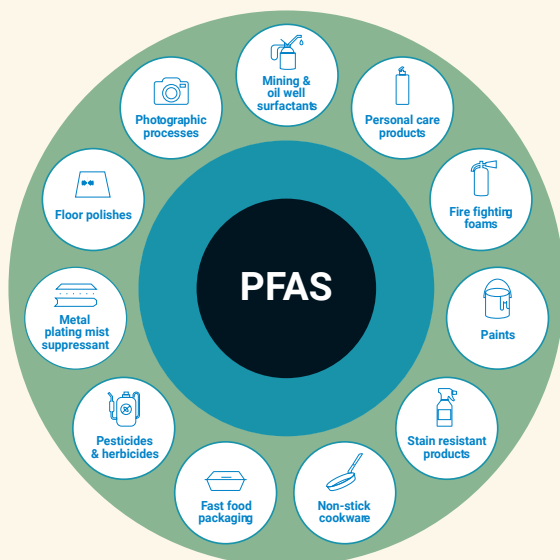 Mining &
oil well
surfactants
Personal care
products
Fire fighting
foams
Paints
Stain resistant
products
Non-stick
cookware
Fast food
packaging
Pesticides
& herbicides
Metal
plating mist
suppressant
Floor polishes
Photographic
processes
PFAS